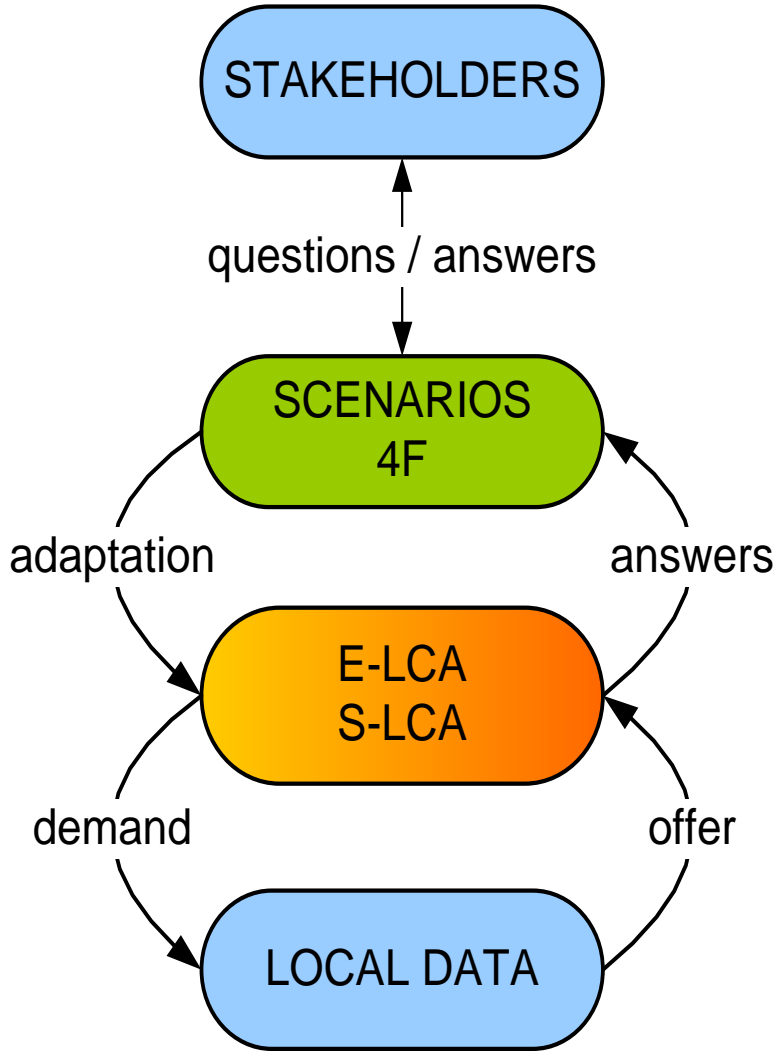 STAKEHOLDERS
questions / answers
SCENARIOS
4F
adaptation
answers
E-LCA
S-LCA
demand
offer
LOCAL DATA